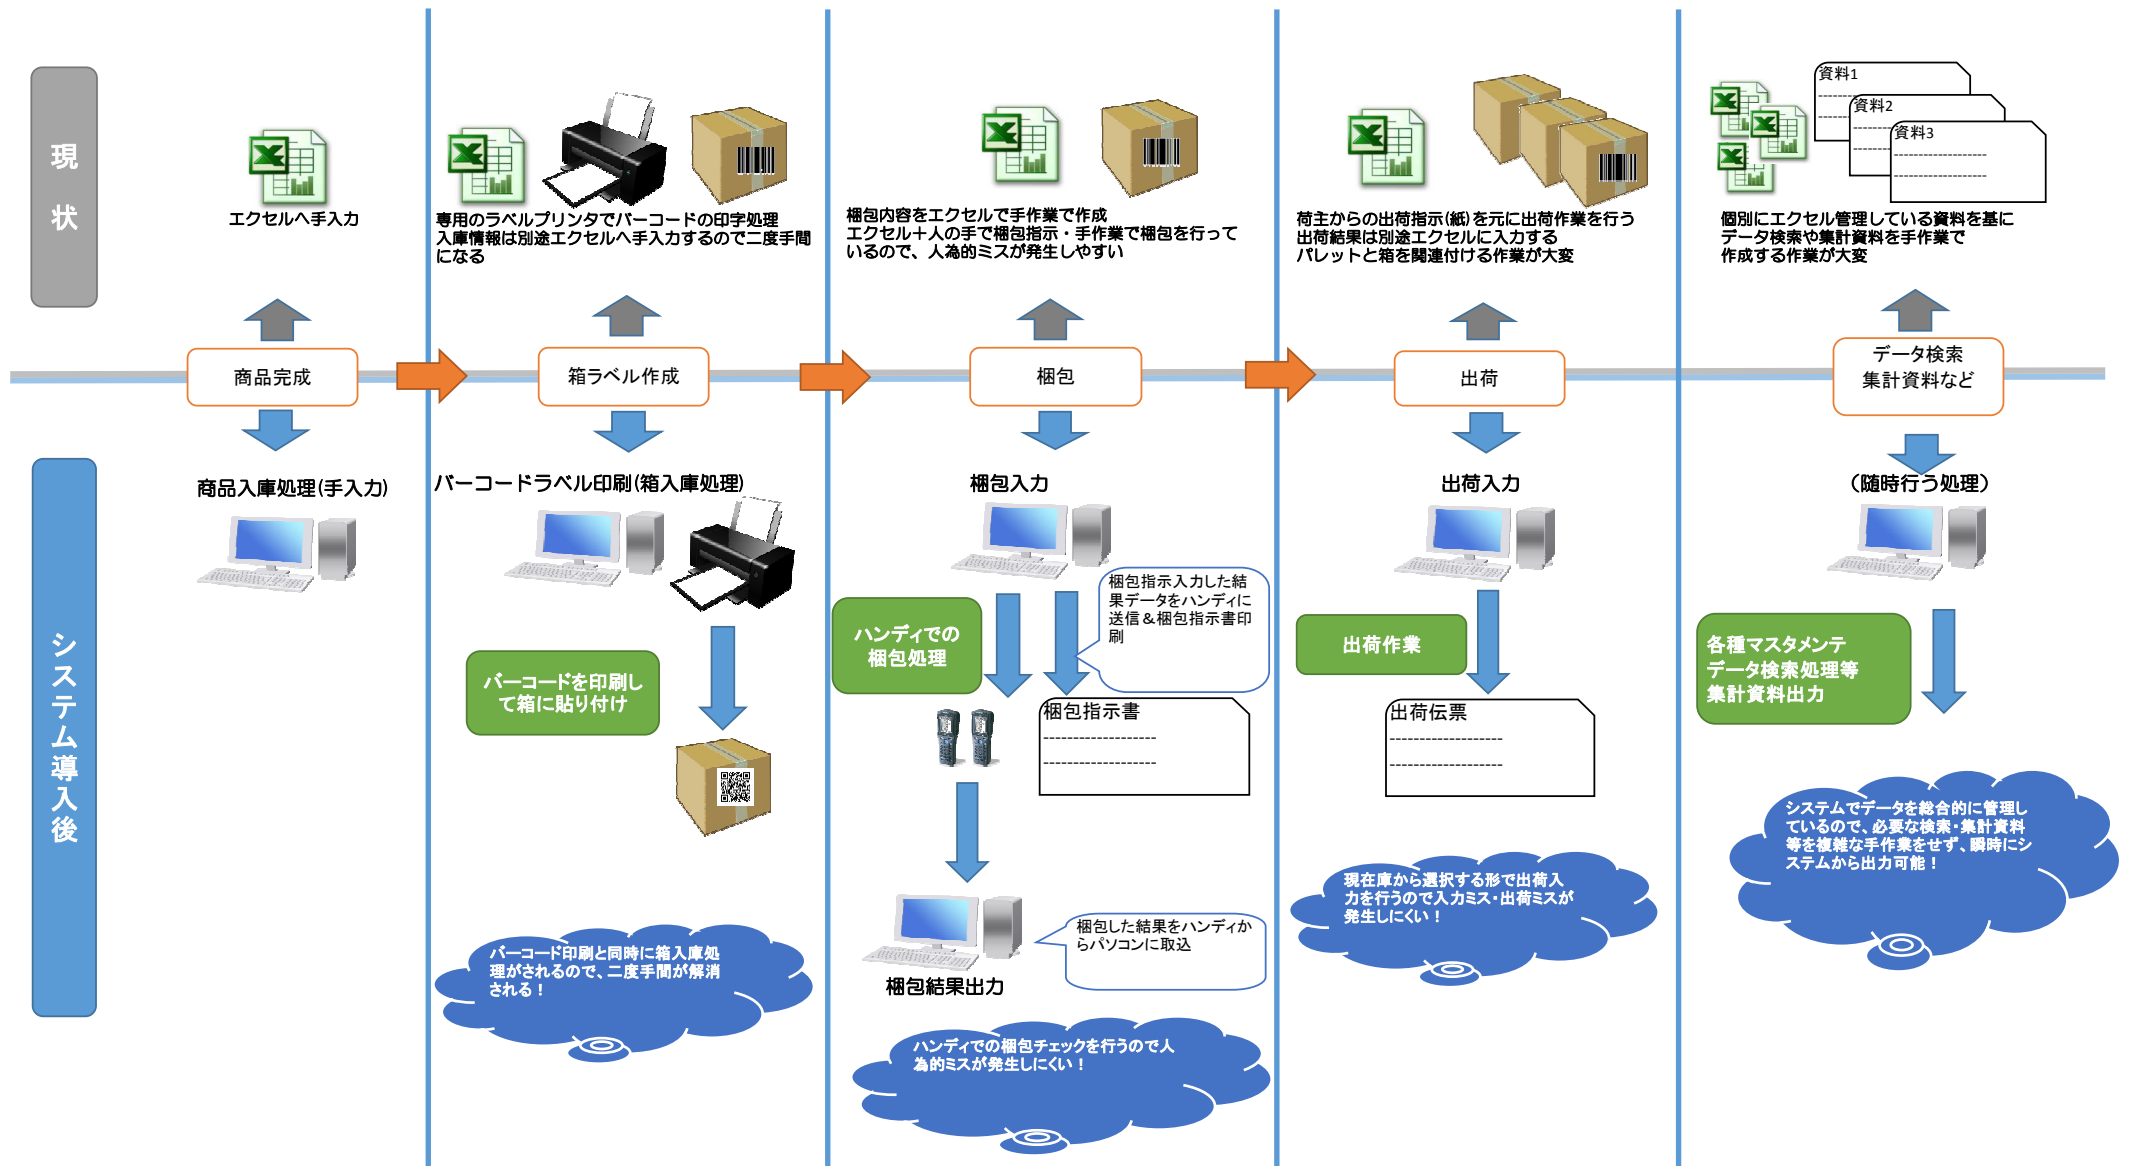 現状
エクセルへ手入力
専用のラベルプリンタでバーコードの印字処理
入庫情報は別途エクセルへ手入力するので二度手間
になる
梱包内容をエクセルで手作業で作成
エクセル＋人の手で梱包指示・手作業で梱包を行って
いるので、人為的ミスが発生しやすい
荷主からの出荷指示(紙)を元に出荷作業を行う
出荷結果は別途エクセルに入力する
パレットと箱を関連付ける作業が大変
資料1
資料2
資料3
個別にエクセル管理している資料を基に
データ検索や集計資料を手作業で
作成する作業が大変
商品完成
箱ラベル作成
梱包
出荷
データ検索
集計資料など
システム導入後
商品入庫処理(手入力)
バーコードラベル印刷(箱入庫処理)
バーコードを印刷し
て箱に貼り付け
バーコード印刷と同時に箱入庫処
理がされるので、二度手間が解消
される！
梱包入力
ハンディでの
梱包処理
梱包指示入力した結
果データをハンディに
送信＆梱包指示書印
刷
梱包指示書
梱包した結果をハンディか
らパソコンに取込
梱包結果出力
ハンディでの梱包チェックを行うので人
為的ミスが発生しにくい！
出荷入力
出荷作業
出荷伝票
現在庫から選択する形で出荷入
力を行うので入力ミス・出荷ミスが
発生しにくい！
（随時行う処理）
各種マスタメンテ
データ検索処理等
集計資料出力
システムでデータを総合的に管理し
ているので、必要な検索・集計資料
等を複雑な手作業をせず、瞬時にシ
ステムから出力可能！